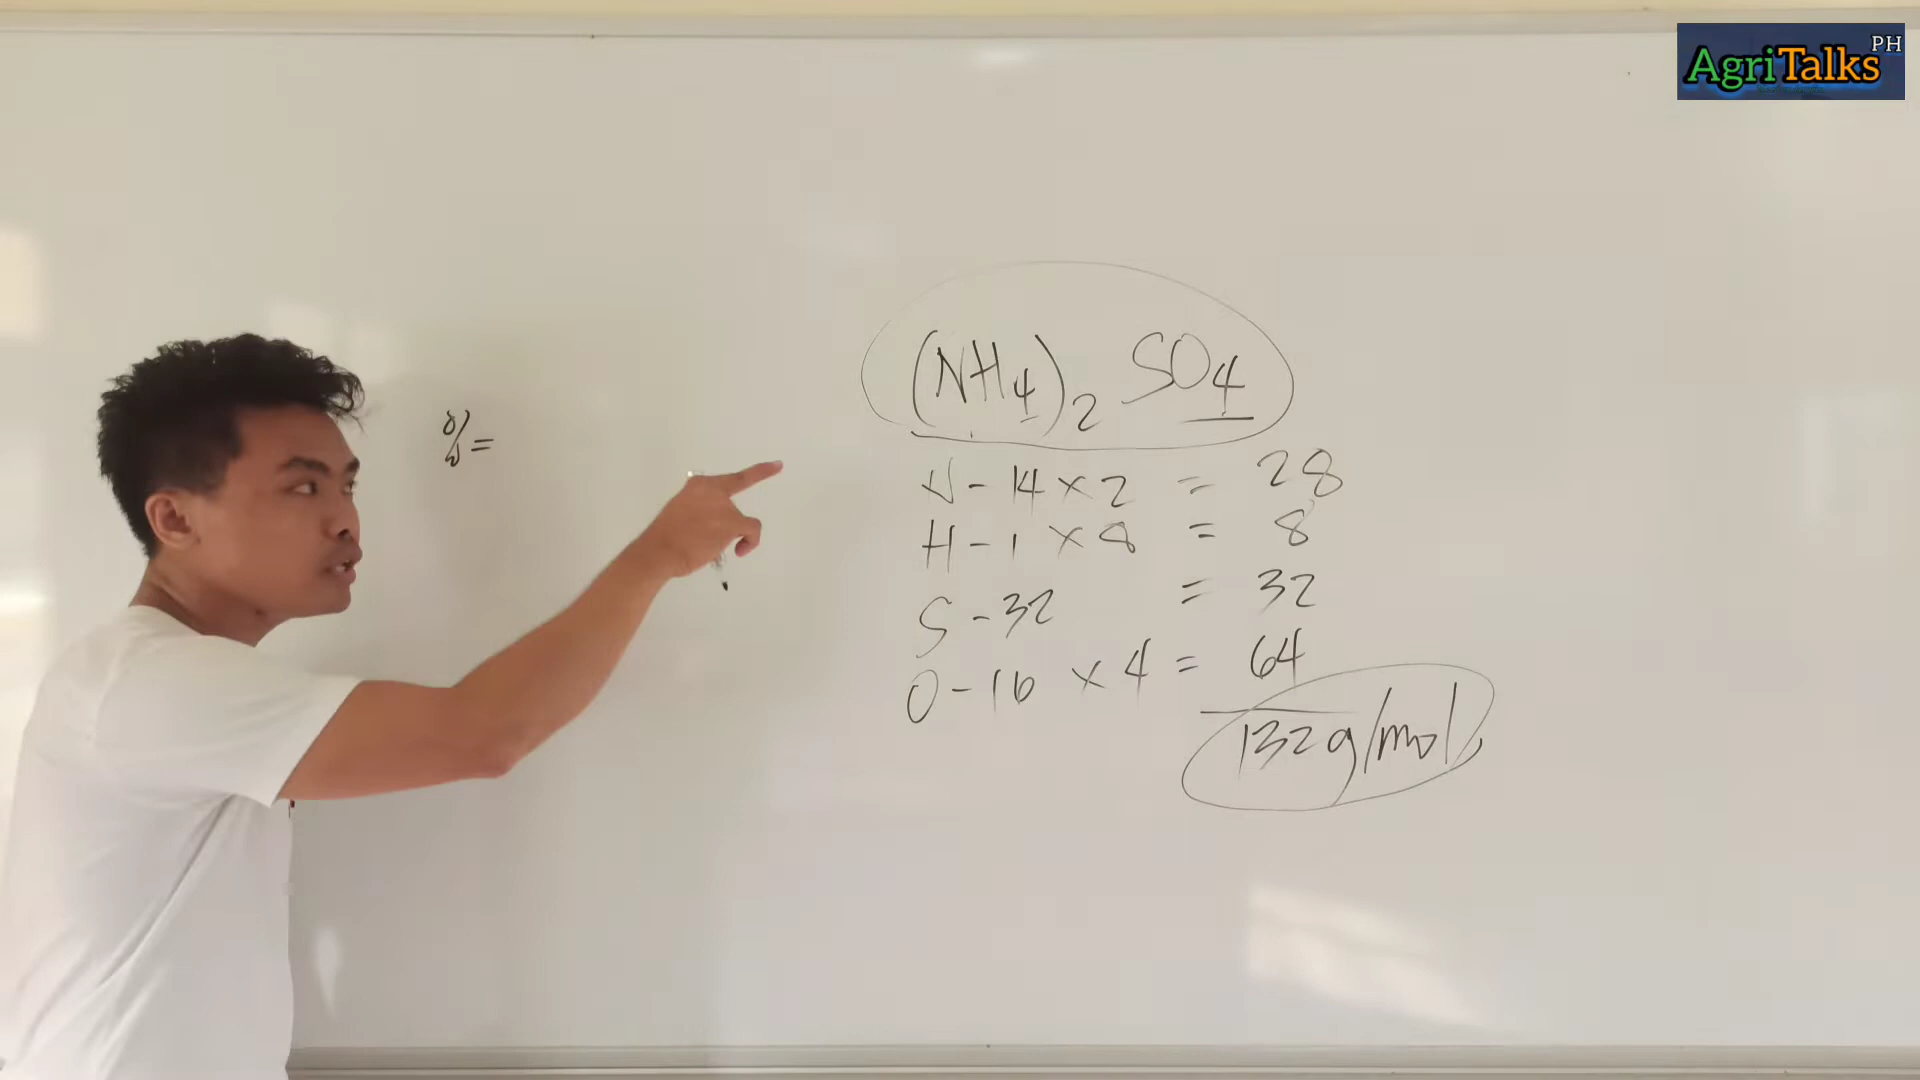 AgriTalks PH
(NH4)2 SO4
% =
N - 14 x 2 = 28
H - 1 x 8 = 8
S - 32 = 32
O - 16 x 4 = 64
132 g/mol